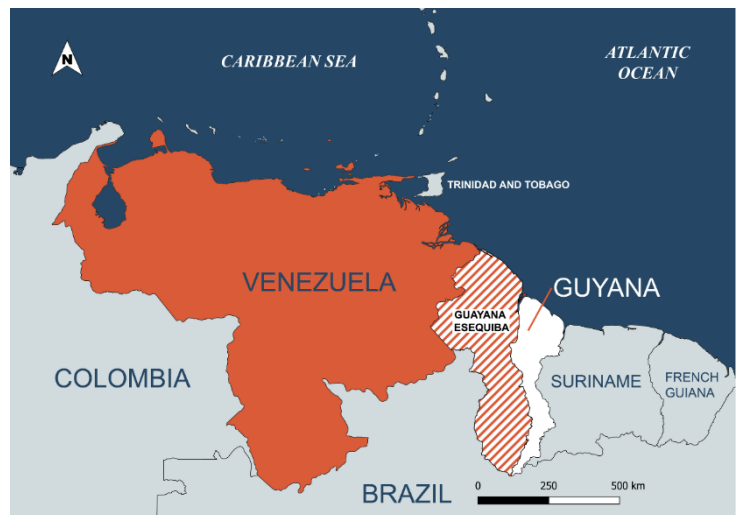 N
CARIBBEAN SEA
ATLANTIC
OCEAN
TRINIDAD AND TOBAGO
VENEZUELA
GUYANA
GUAYANA
ESEQUIBA
COLOMBIA
SURINAME
FRENCH
GUIANA
BRAZIL
0 250 500 km